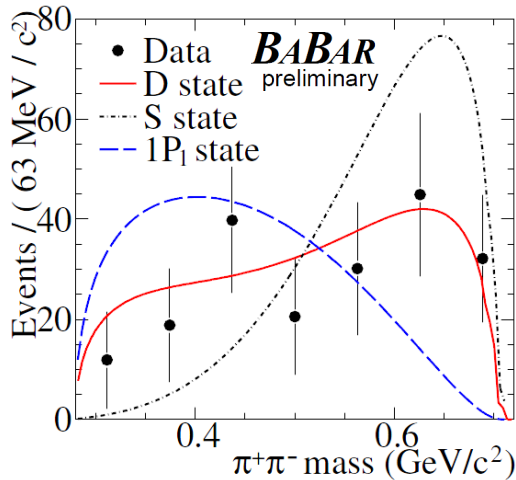 80
60
40
20
0
Events / ( 63 MeV / c² )
Data
D state
S state
1P₁ state
BABAR
preliminary
0.4
0.6
π⁺π⁻ mass (GeV/c²)